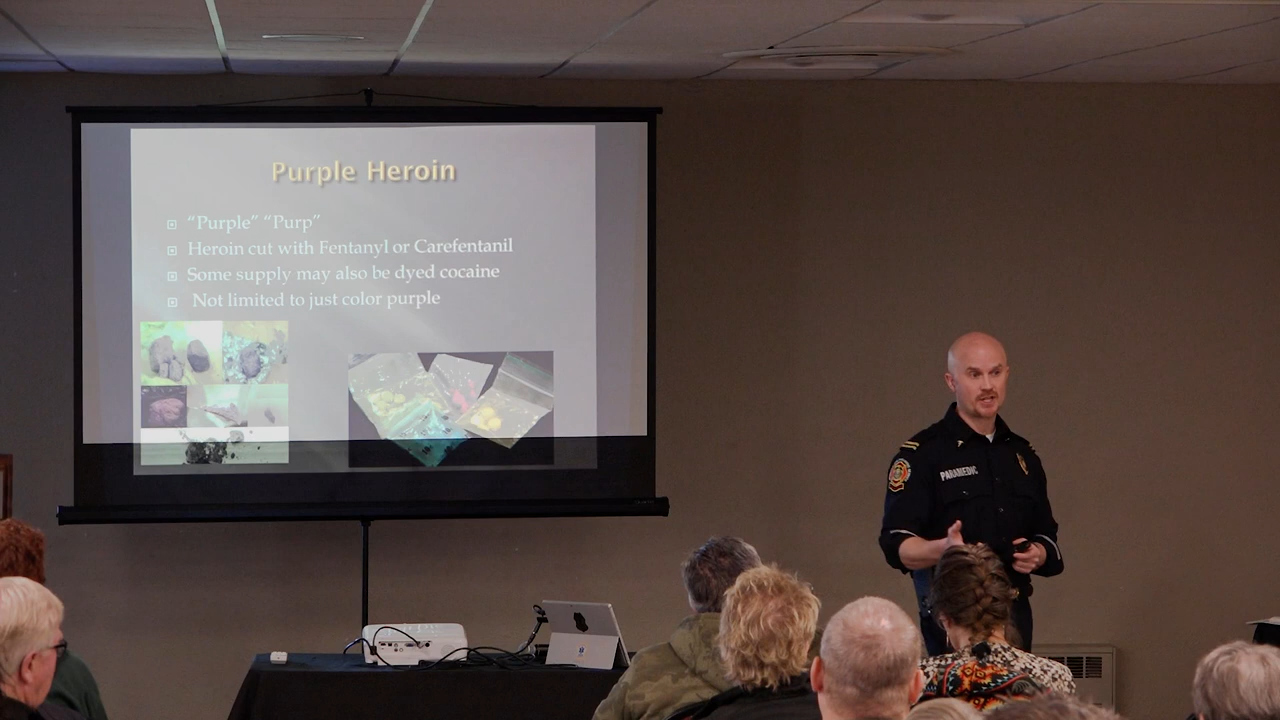 Purple Heroin
“Purple” “Purp”
Heroin cut with Fentanyl or Carefentanil
Some supply may also be dyed cocaine
Not limited to just color purple
PARAMEDIC